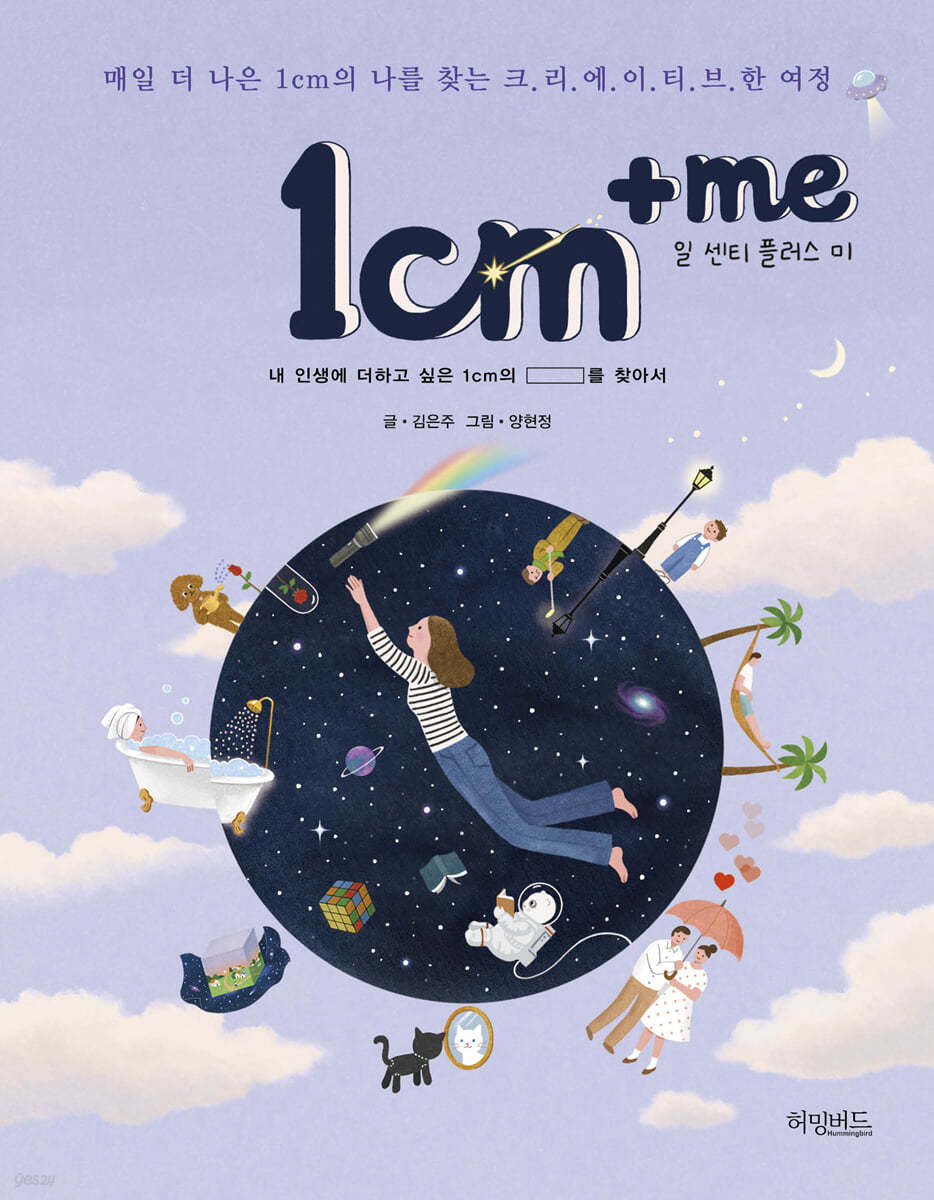 매일 더 나은 1cm의 나를 찾는 크.리.에.이.티.브.한 여정
1cm+me
일 센티 플러스 미
내 인생에 더하고 싶은 1cm의 를 찾아서
글 • 김은주 그림 • 양현정
허밍버드
Hummingbird
yes24